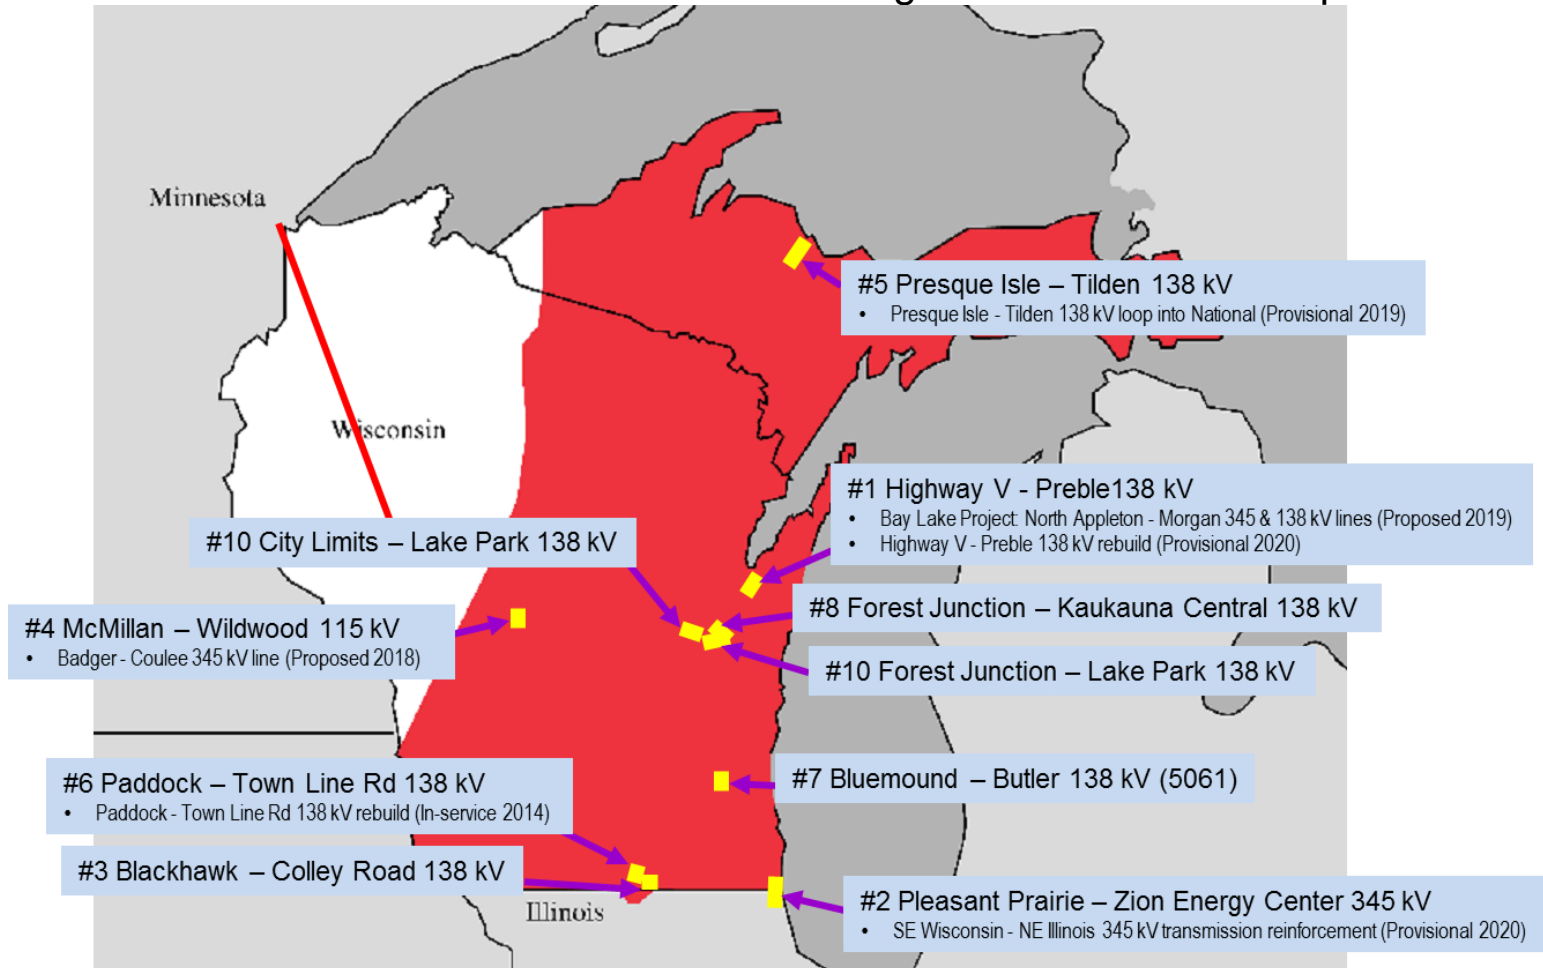 Minnesota
#5 Presque Isle – Tilden 138 kV
• Presque Isle - Tilden 138 kV loop into National (Provisional 2019)
Wisconsin
#1 Highway V - Preble138 kV
• Bay Lake Project: North Appleton - Morgan 345 & 138 kV lines (Proposed 2019)
• Highway V - Preble 138 kV rebuild (Provisional 2020)
#10 City Limits – Lake Park 138 kV
#8 Forest Junction – Kaukauna Central 138 kV
#4 McMillan – Wildwood 115 kV
• Badger - Coulee 345 kV line (Proposed 2018)
#10 Forest Junction – Lake Park 138 kV
#6 Paddock – Town Line Rd 138 kV
• Paddock - Town Line Rd 138 kV rebuild (In-service 2014)
#7 Bluemound – Butler 138 kV (5061)
#3 Blackhawk – Colley Road 138 kV
Illinois
#2 Pleasant Prairie – Zion Energy Center 345 kV
• SE Wisconsin - NE Illinois 345 kV transmission reinforcement (Provisional 2020)